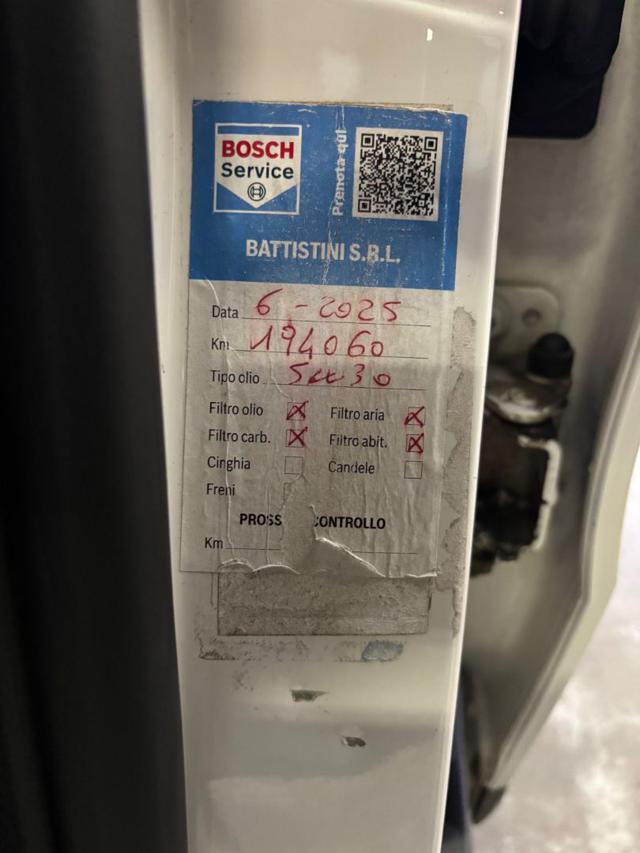 BOSCH
Service
Prenota qui
BATTISTINI S.R.L.
Data 6-2025
Km 194060
Tipo olio 5W30
Filtro olio Filtro aria
Filtro carb. Filtro abit.
Cinghia Candele
Freni
PROSS CONTROLLO
Km